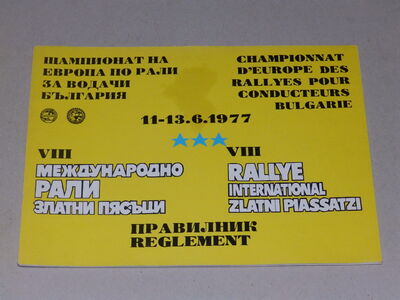 ШАМПИОНАТ НА
ЕВРОПА ПО РАЛИ
ЗА ВОДАЧИ
БЪЛГАРИЯ
CHAMPIONNAT
D'EUROPE DES
RALLYES POUR
CONDUCTEURS
BULGARIE
11-13.6.1977
VIII
МЕЖДУНАРОДНО
РАЛИ
ЗЛАТНИ ПЯСЪЦИ
VIII
RALLYE
INTERNATIONAL
ZLATNI PIASSATZI
ПРАВИЛНИК
REGLEMENT